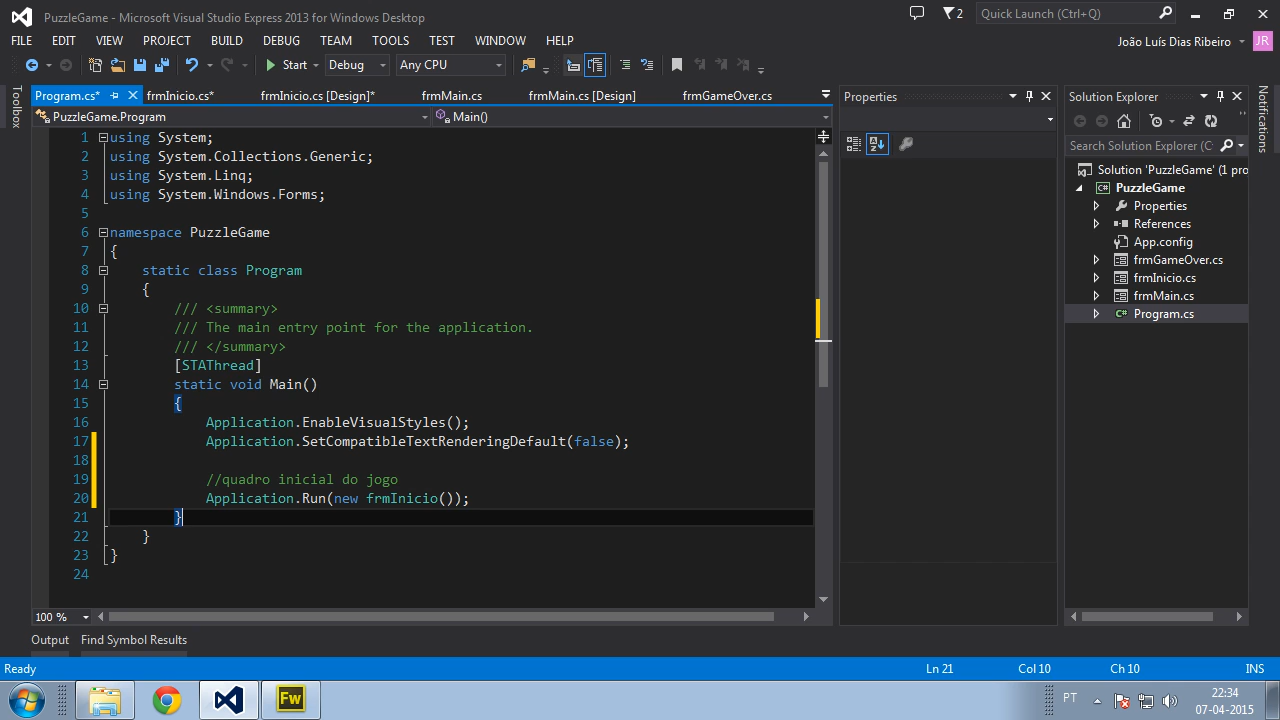 PuzzleGame - Microsoft Visual Studio Express 2013 for Windows Desktop
2
Quick Launch (Ctrl+Q)
FILE EDIT VIEW PROJECT BUILD DEBUG TEAM TOOLS TEST WINDOW HELP
João Luís Dias Ribeiro
JR
Start Debug Any CPU
Toolbox
Program.cs* frmInicio.cs* frmInicio.cs [Design]* frmMain.cs frmMain.cs [Design] frmGameOver.cs
PuzzleGame.Program
Main()
1 using System;
2 using System.Collections.Generic;
3 using System.Linq;
4 using System.Windows.Forms;
5
6 namespace PuzzleGame
7 {
8 static class Program
9 {
10 /// <summary>
11 /// The main entry point for the application.
12 /// </summary>
13 [STAThread]
14 static void Main()
15 {
16 Application.EnableVisualStyles();
17 Application.SetCompatibleTextRenderingDefault(false);
18
19 //quadro inicial do jogo
20 Application.Run(new frmInicio());
21 }
22 }
23 }
24
100 %
Properties
Solution Explorer
Search Solution Explorer (C
Solution 'PuzzleGame' (1 pro
C# PuzzleGame
Properties
References
App.config
frmGameOver.cs
frmInicio.cs
frmMain.cs
C# Program.cs
Notifications
Output Find Symbol Results
Ready
Ln 21 Col 10 Ch 10 INS
Fw
PT
22:34
07-04-2015